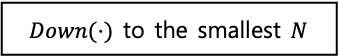 Down(·) to the smallest N